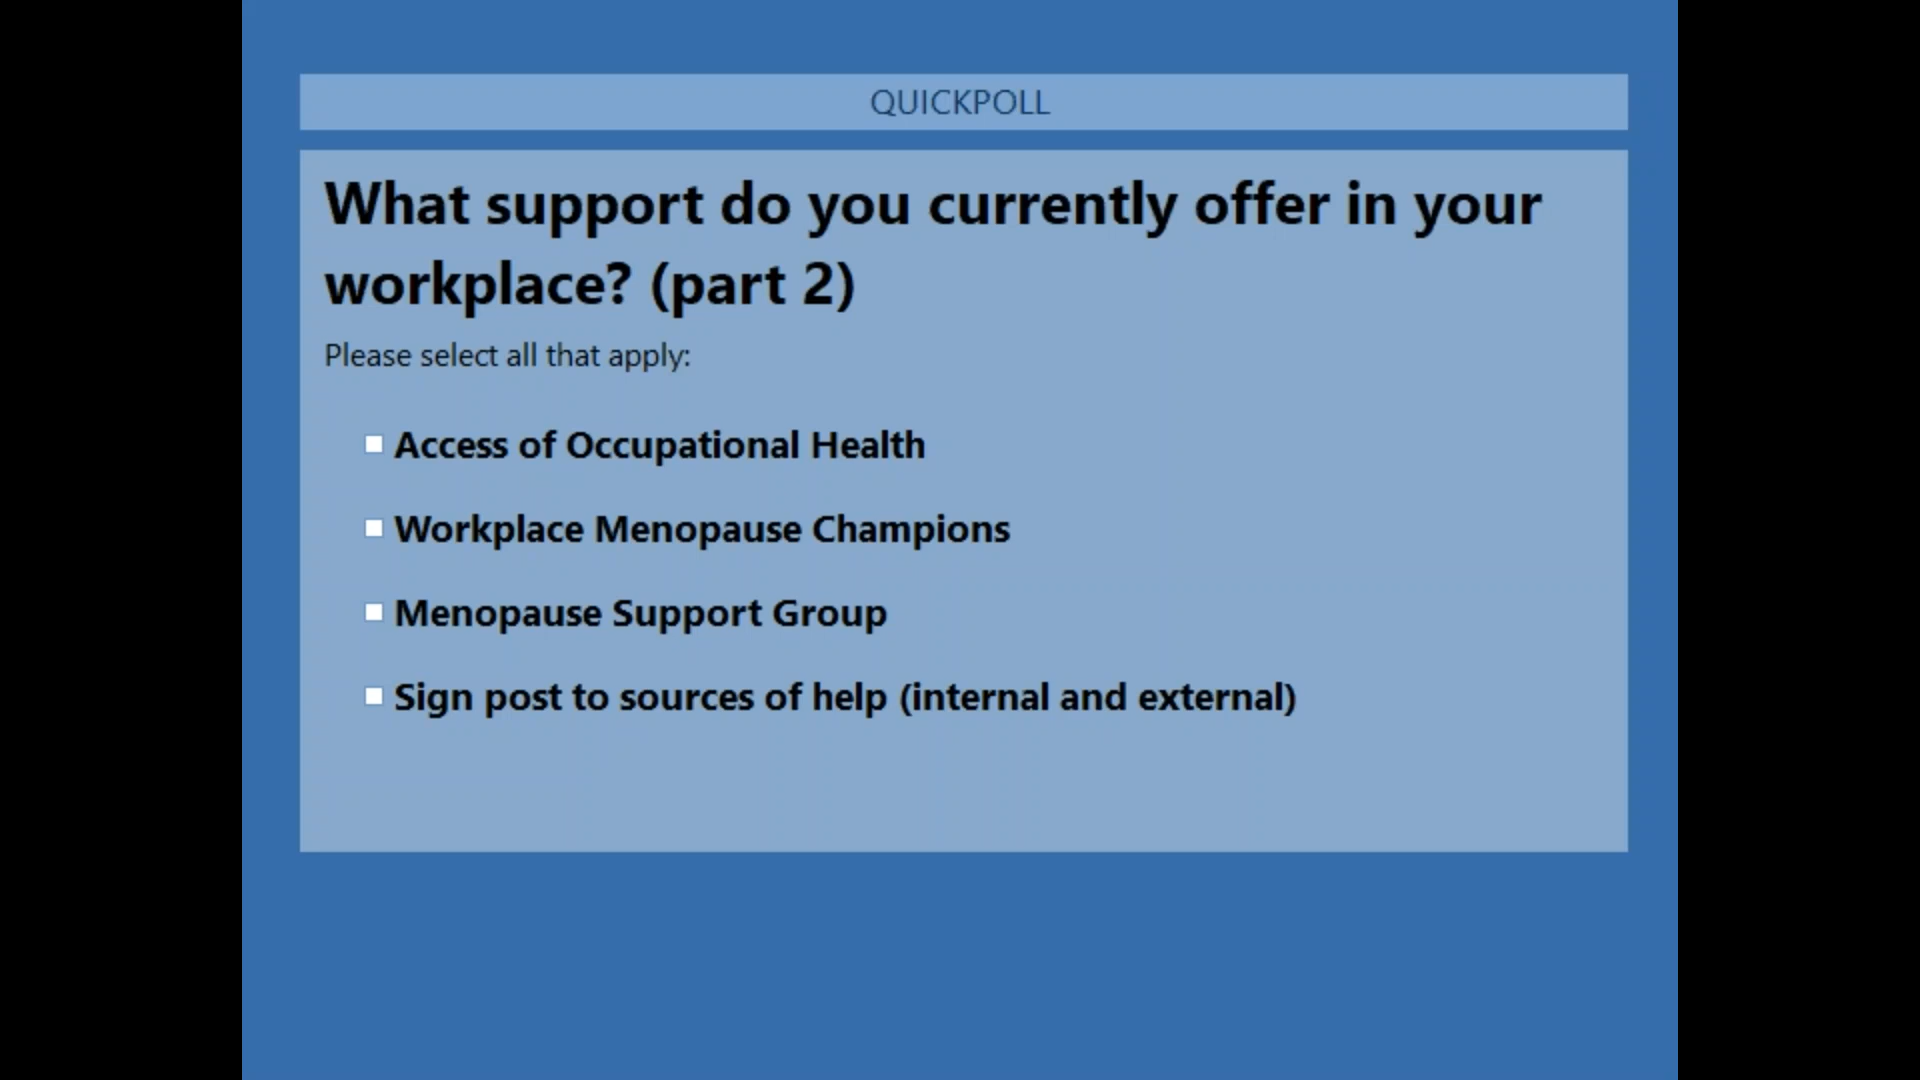 QUICKPOLL
What support do you currently offer in your
workplace? (part 2)
Please select all that apply:
Access of Occupational Health
Workplace Menopause Champions
Menopause Support Group
Sign post to sources of help (internal and external)